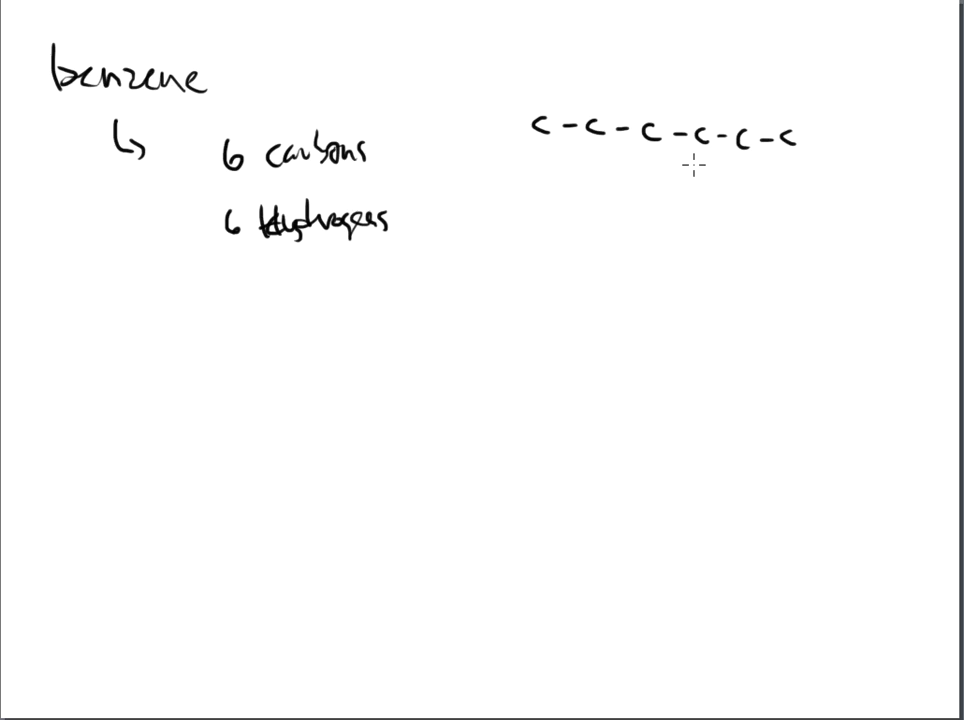 benzene
↳ 6 carbons
6 Hydrogens
C - C - C - C - C - C